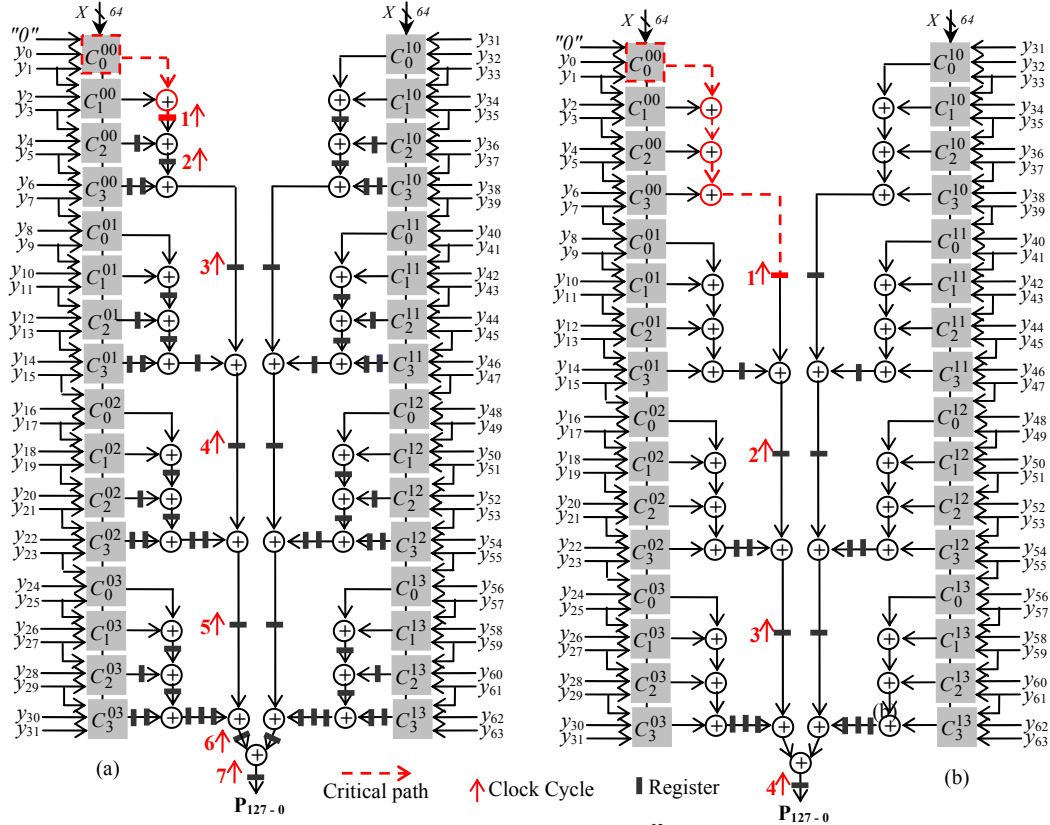 X 64 X 64 X 64 X 64
"0" y0 y1 C0^00 C0^10 y31 y32 y33 "0" y0 y1 C0^00 C0^10 y31 y32 y33
y2 y3 C1^00 1 C1^10 y34 y35 y2 y3 C1^00 C1^10 y34 y35
y4 y5 C2^00 2 C2^10 y36 y37 y4 y5 C2^00 C2^10 y36 y37
y6 y7 C3^00 C3^10 y38 y39 y6 y7 C3^00 C3^10 y38 y39
y8 y9 C0^01 3 C0^11 y40 y41 y8 y9 C0^01 1 C0^11 y40 y41
y10 y11 C1^01 C1^11 y42 y43 y10 y11 C1^01 C1^11 y42 y43
y12 y13 C2^01 C2^11 y44 y45 y12 y13 C2^01 C2^11 y44 y45
y14 y15 C3^01 C3^11 y46 y47 y14 y15 C3^01 C3^11 y46 y47
y16 y17 C0^02 4 C0^12 y48 y49 y16 y17 C0^02 2 C0^12 y48 y49
y18 y19 C1^02 C1^12 y50 y51 y18 y19 C1^02 C1^12 y50 y51
y20 y21 C2^02 C2^12 y52 y53 y20 y21 C2^02 C2^12 y52 y53
y22 y23 C3^02 C3^12 y54 y55 y22 y23 C3^02 C3^12 y54 y55
y24 y25 C0^03 C0^13 y56 y57 y24 y25 C0^03 C0^13 y56 y57
y26 y27 C1^03 5 C1^13 y58 y59 y26 y27 C1^03 3 C1^13 y58 y59
y28 y29 C2^03 C2^13 y60 y61 y28 y29 C2^03 C2^13 y60 y61
y30 y31 C3^03 6 C3^13 y62 y63 y30 y31 C3^03 C3^13 y62 y63
(a) 7 Critical path Clock Cycle Register 4 (b)
P127 - 0 P127 - 0